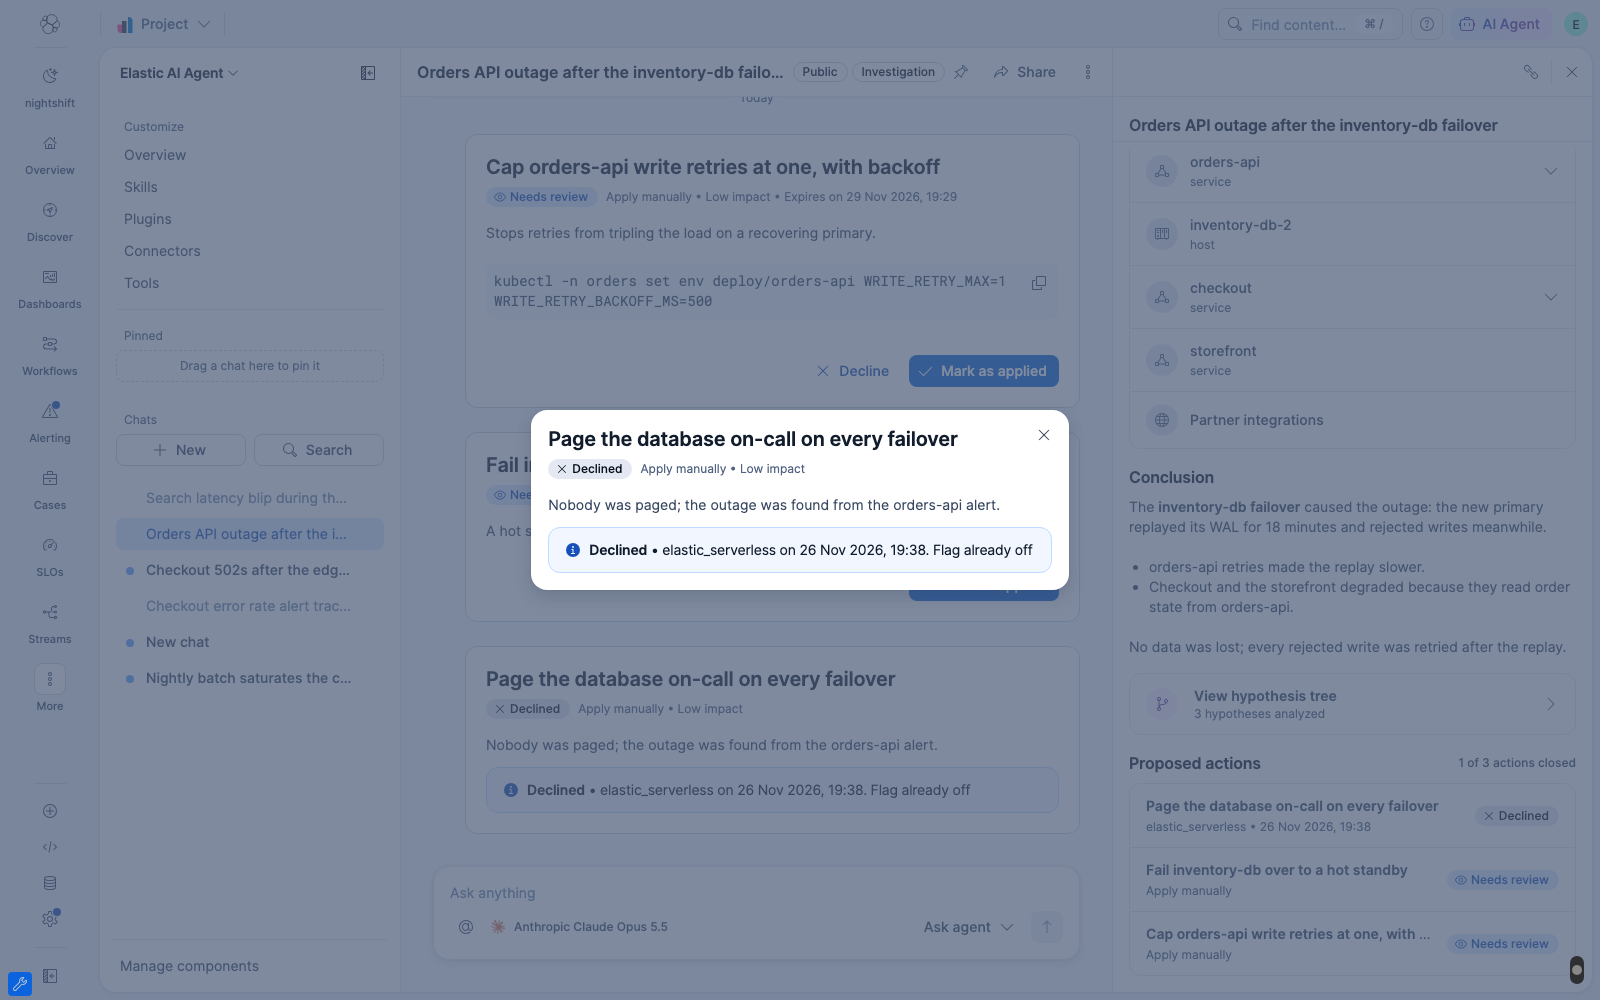 Project
Find content...
⌘ /
AI Agent
E
nightshift
Overview
Discover
Dashboards
Workflows
Alerting
Cases
SLOs
Streams
More
Elastic AI Agent
Customize
Overview
Skills
Plugins
Connectors
Tools
Pinned
Drag a chat here to pin it
Chats
New
Search
Search latency blip during th...
Orders API outage after the i...
Checkout 502s after the edg...
Checkout error rate alert trac...
New chat
Nightly batch saturates the c...
Manage components
Orders API outage after the inventory-db failo...
Public
Investigation
Share
Today
Cap orders-api write retries at one, with backoff
Needs review
Apply manually • Low impact • Expires on 29 Nov 2026, 19:29
Stops retries from tripling the load on a recovering primary.
kubectl -n orders set env deploy/orders-api WRITE_RETRY_MAX=1
WRITE_RETRY_BACKOFF_MS=500
Decline
Mark as applied
Page the database on-call on every failover
Declined
Apply manually • Low impact
Nobody was paged; the outage was found from the orders-api alert.
Declined • elastic_serverless on 26 Nov 2026, 19:38. Flag already off
Page the database on-call on every failover
Declined
Apply manually • Low impact
Nobody was paged; the outage was found from the orders-api alert.
Declined • elastic_serverless on 26 Nov 2026, 19:38. Flag already off
Ask anything
@
Anthropic Claude Opus 5.5
Ask agent
Orders API outage after the inventory-db failover
orders-api
service
inventory-db-2
host
checkout
service
storefront
service
Partner integrations
Conclusion
The inventory-db failover caused the outage: the new primary
replayed its WAL for 18 minutes and rejected writes meanwhile.
• orders-api retries made the replay slower.
• Checkout and the storefront degraded because they read order
state from orders-api.
No data was lost; every rejected write was retried after the replay.
View hypothesis tree
3 hypotheses analyzed
Proposed actions
1 of 3 actions closed
Page the database on-call on every failover
elastic_serverless • 26 Nov 2026, 19:38
Declined
Fail inventory-db over to a hot standby
Apply manually
Needs review
Cap orders-api write retries at one, with ...
Apply manually
Needs review